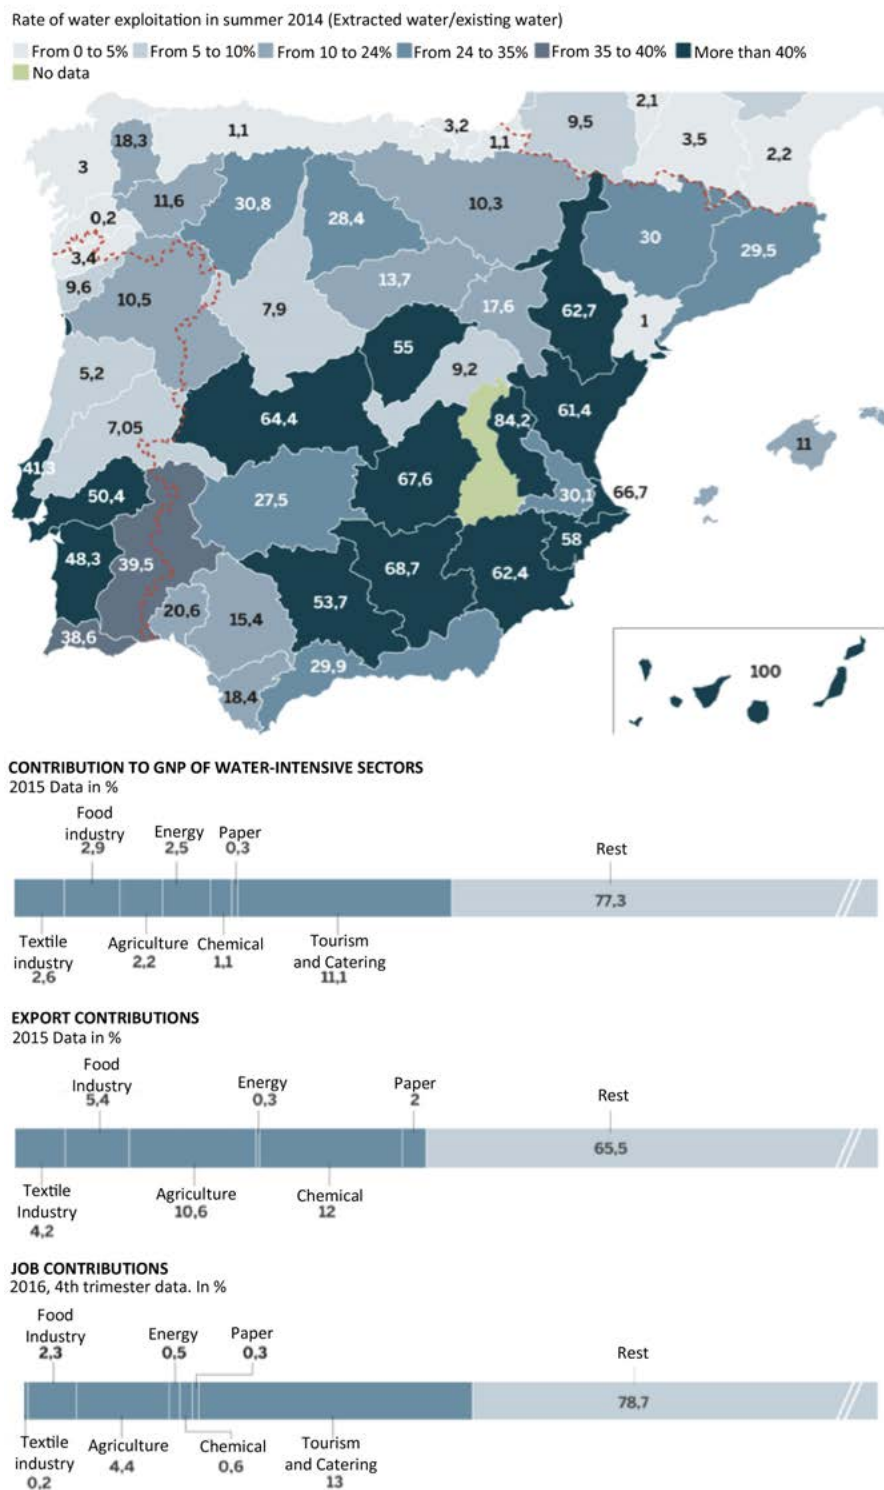 Rate of water exploitation in summer 2014 (Extracted water/existing water)
From 0 to 5% From 5 to 10% From 10 to 24% From 24 to 35% From 35 to 40% More than 40%
No data
2,1
9,5
3,2
1,1
1,1
18,3
3,5
2,2
3
11,6
30,8
28,4
10,3
0,2
30
29,5
3,4
9,6
10,5
13,7
7,9
17,6
62,7
1
55
5,2
9,2
7,05
64,4
84,2
61,4
11
41,3
50,4
27,5
67,6
30,1
66,7
48,3
39,5
68,7
62,4
58
53,7
20,6
15,4
38,6
29,9
18,4
100
CONTRIBUTION TO GNP OF WATER-INTENSIVE SECTORS
2015 Data in %
Food
industry
2,9
Energy
2,5
Paper
0,3
Rest
77,3
Textile
industry
2,6
Agriculture
2,2
Chemical
1,1
Tourism
and Catering
11,1
EXPORT CONTRIBUTIONS
2015 Data in %
Food
Industry
5,4
Energy
0,3
Paper
2
Rest
65,5
Textile
Industry
4,2
Agriculture
10,6
Chemical
12
JOB CONTRIBUTIONS
2016, 4th trimester data. In %
Food
Industry
2,3
Energy
0,5
Paper
0,3
Rest
78,7
Textile
industry
0,2
Agriculture
4,4
Chemical
0,6
Tourism
and Catering
13